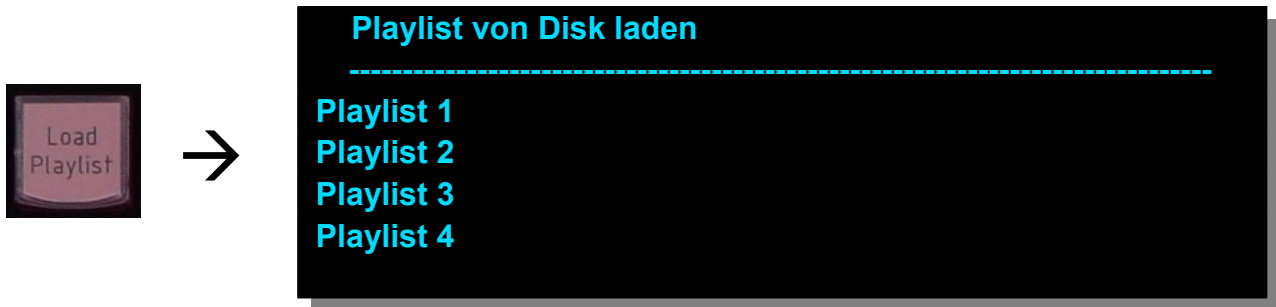 Load
Playlist
Playlist von Disk laden
--------------------------------------------------------------------------------
Playlist 1
Playlist 2
Playlist 3
Playlist 4